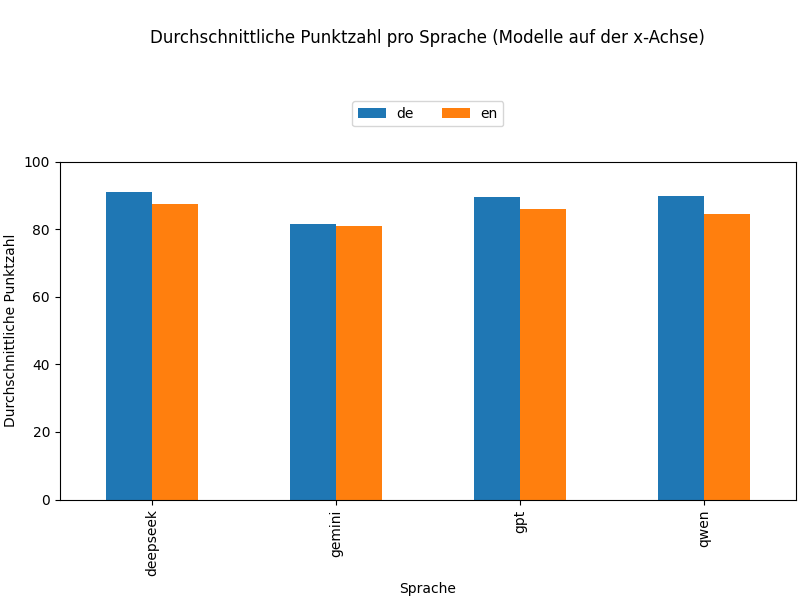 Durchschnittliche Punktzahl pro Sprache (Modelle auf der x-Achse)
de en
Durchschnittliche Punktzahl
100
80
60
40
20
0
deepseek gemini gpt qwen
Sprache